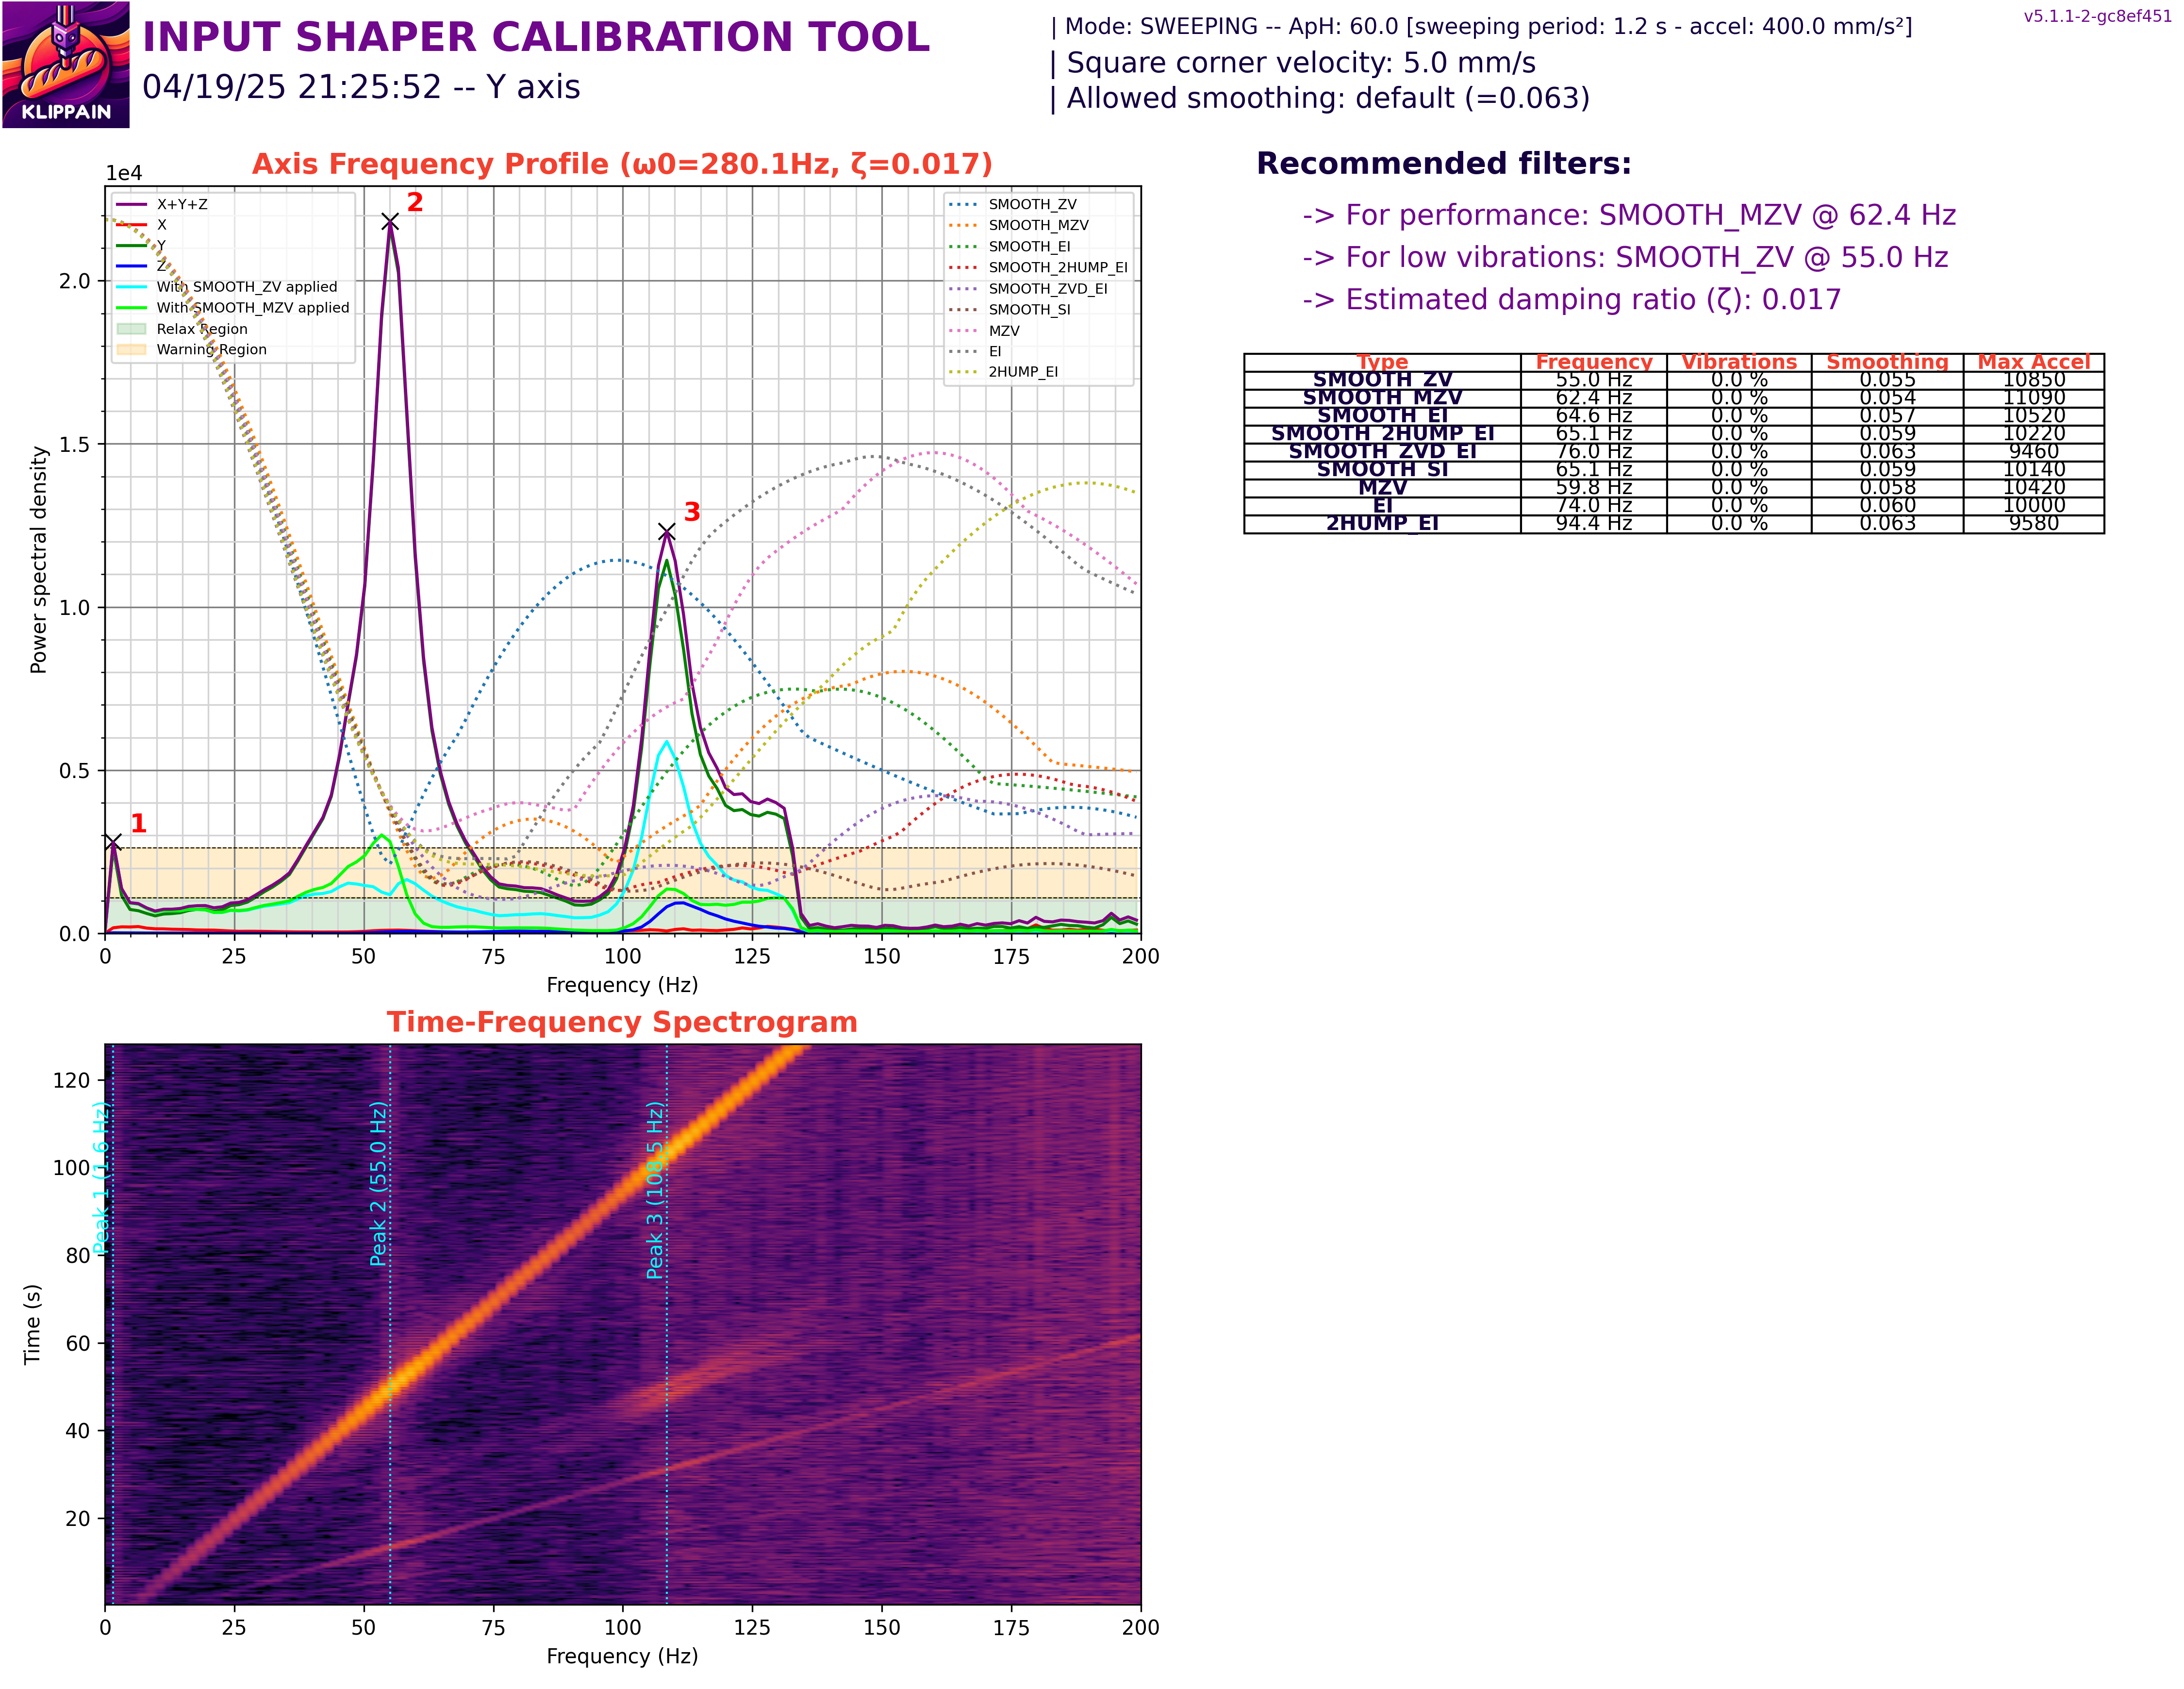 KLIPPAIN
INPUT SHAPER CALIBRATION TOOL
04/19/25 21:25:52 -- Y axis
| Mode: SWEEPING -- ApH: 60.0 [sweeping period: 1.2 s - accel: 400.0 mm/s²]
| Square corner velocity: 5.0 mm/s
| Allowed smoothing: default (=0.063)
v5.1.1-2-gc8ef451
Axis Frequency Profile (ω0=280.1Hz, ζ=0.017)
1e4
X+Y+Z
X
Y
Z
With SMOOTH_ZV applied
With SMOOTH_MZV applied
Relax Region
Warning Region
SMOOTH_ZV
SMOOTH_MZV
SMOOTH_EI
SMOOTH_2HUMP_EI
SMOOTH_ZVD_EI
SMOOTH_SI
MZV
EI
2HUMP_EI
1
2
3
2.0
1.5
1.0
0.5
0.0
Power spectral density
0 25 50 75 100 125 150 175 200
Frequency (Hz)
Recommended filters:
-> For performance: SMOOTH_MZV @ 62.4 Hz
-> For low vibrations: SMOOTH_ZV @ 55.0 Hz
-> Estimated damping ratio (ζ): 0.017
Type Frequency Vibrations Smoothing Max Accel
SMOOTH_ZV 55.0 Hz 0.0 % 0.055 10850
SMOOTH_MZV 62.4 Hz 0.0 % 0.054 11090
SMOOTH_EI 64.6 Hz 0.0 % 0.057 10520
SMOOTH_2HUMP_EI 65.1 Hz 0.0 % 0.059 10220
SMOOTH_ZVD_EI 76.0 Hz 0.0 % 0.063 9460
SMOOTH_SI 65.1 Hz 0.0 % 0.059 10140
MZV 59.8 Hz 0.0 % 0.058 10420
EI 74.0 Hz 0.0 % 0.060 10000
2HUMP_EI 94.4 Hz 0.0 % 0.063 9580
Time-Frequency Spectrogram
120
100
80
60
40
20
Time (s)
Peak 1 (1.6 Hz)
Peak 2 (55.0 Hz)
Peak 3 (108.5 Hz)
0 25 50 75 100 125 150 175 200
Frequency (Hz)